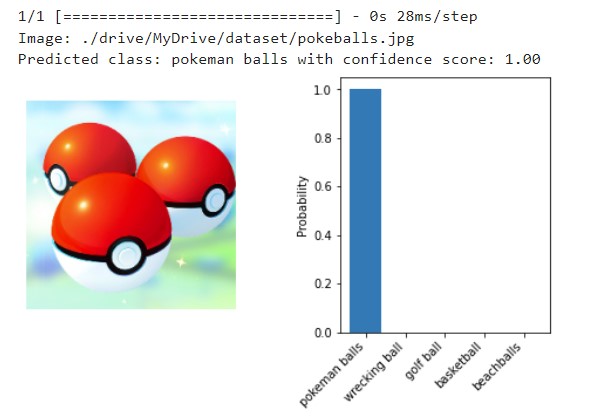 1/1 [==============================] - 0s 28ms/step
Image: ./drive/MyDrive/dataset/pokeballs.jpg
Predicted class: pokeman balls with confidence score: 1.00
1.0
0.8
0.6
0.4
0.2
0.0
Probability
pokeman balls
wrecking ball
golf ball
basketball
beachballs